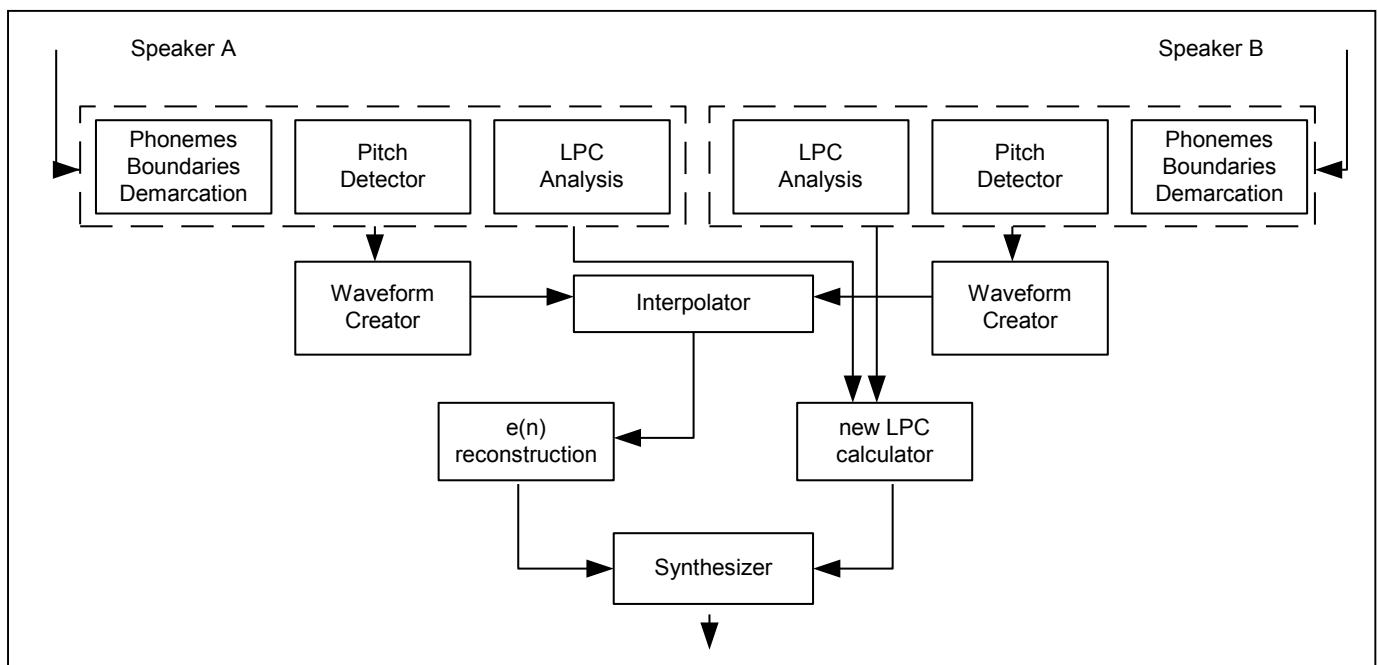 Speaker A
Speaker B
Phonemes
Boundaries
Demarcation
Pitch
Detector
LPC
Analysis
LPC
Analysis
Pitch
Detector
Phonemes
Boundaries
Demarcation
Waveform
Creator
Interpolator
Waveform
Creator
e(n)
reconstruction
new LPC
calculator
Synthesizer